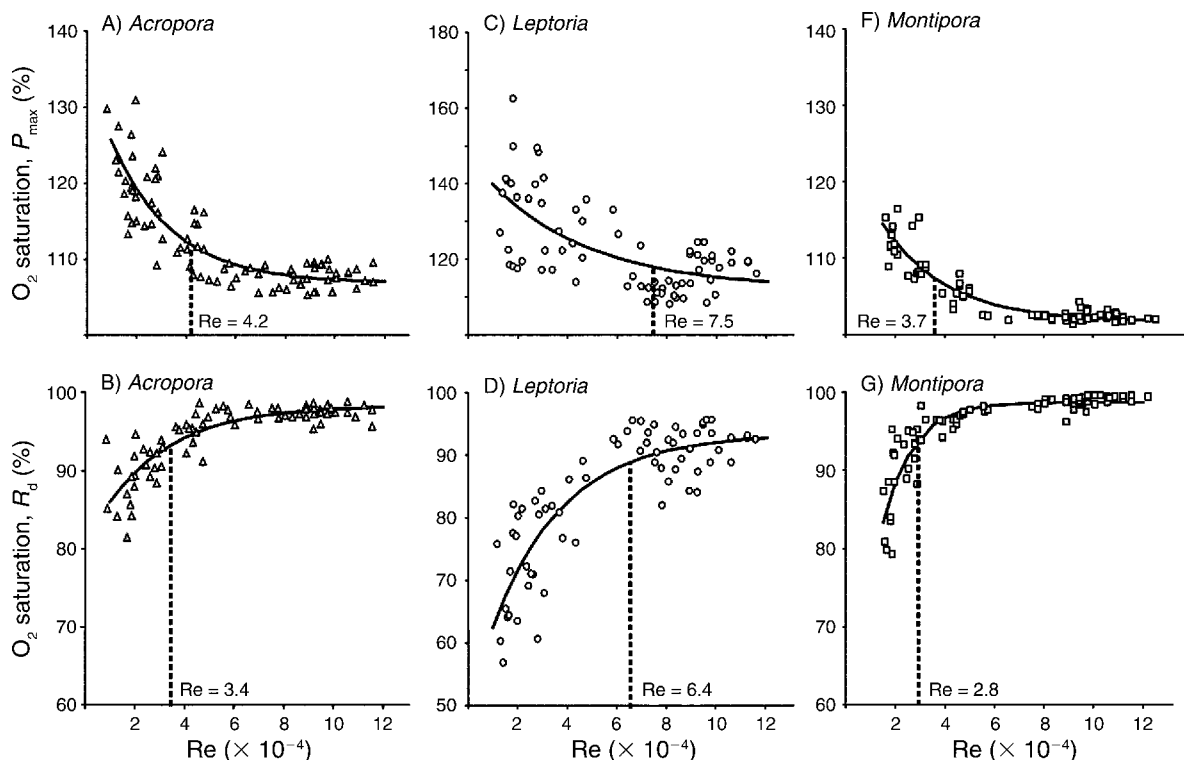 A) Acropora
C) Leptoria
F) Montipora
O₂ saturation, Pmax (%)
140
130
120
110
Re = 4.2
180
160
140
120
Re = 7.5
140
130
120
110
Re = 3.7
B) Acropora
D) Leptoria
G) Montipora
O₂ saturation, Rd (%)
100
90
80
70
60
Re = 3.4
100
90
80
70
60
50
Re = 6.4
100
90
80
70
60
Re = 2.8
2 4 6 8 10 12
2 4 6 8 10 12
2 4 6 8 10 12
Re (× 10⁻⁴)
Re (× 10⁻⁴)
Re (× 10⁻⁴)